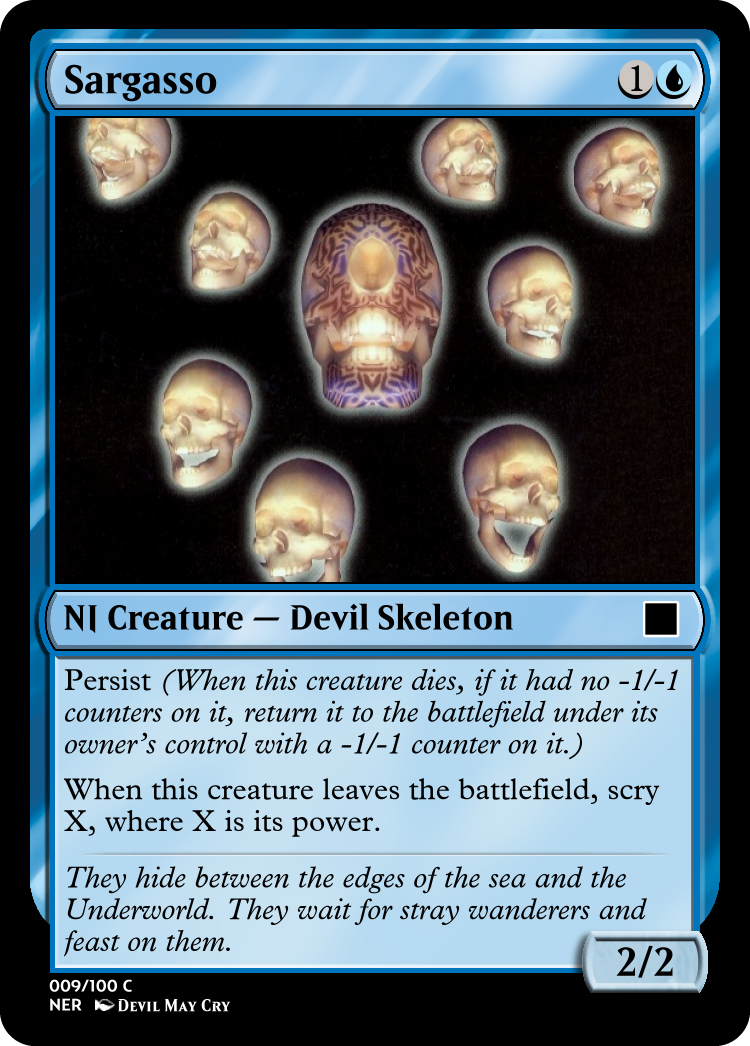 Sargasso 1
NI Creature — Devil Skeleton
Persist (When this creature dies, if it had no -1/-1
counters on it, return it to the battlefield under its
owner's control with a -1/-1 counter on it.)
When this creature leaves the battlefield, scry
X, where X is its power.
They hide between the edges of the sea and the
Underworld. They wait for stray wanderers and
feast on them.
2/2
009/100 C
NER DEVIL MAY CRY